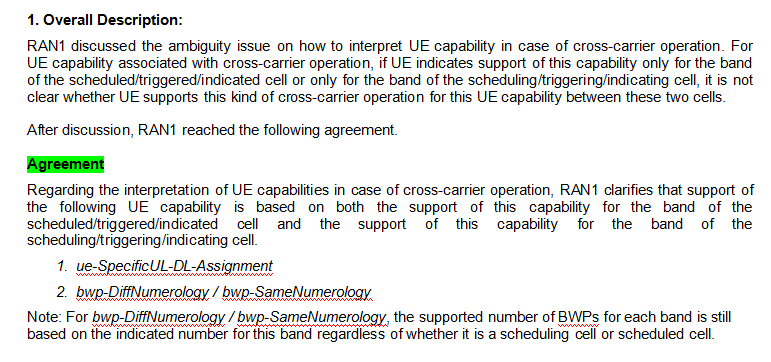 1. Overall Description:
RAN1 discussed the ambiguity issue on how to interpret UE capability in case of cross-carrier operation. For
UE capability associated with cross-carrier operation, if UE indicates support of this capability only for the band
of the scheduled/triggered/indicated cell or only for the band of the scheduling/triggering/indicating cell, it is not
clear whether UE supports this kind of cross-carrier operation for this UE capability between these two cells.
After discussion, RAN1 reached the following agreement.
Agreement
Regarding the interpretation of UE capabilities in case of cross-carrier operation, RAN1 clarifies that support of
the following UE capability is based on both the support of this capability for the band of the
scheduled/triggered/indicated cell and the support of this capability for the band of the
scheduling/triggering/indicating cell.
1. ue-SpecificUL-DL-Assignment
2. bwp-DiffNumerology / bwp-SameNumerology
Note: For bwp-DiffNumerology / bwp-SameNumerology, the supported number of BWPs for each band is still
based on the indicated number for this band regardless of whether it is a scheduling cell or scheduled cell.